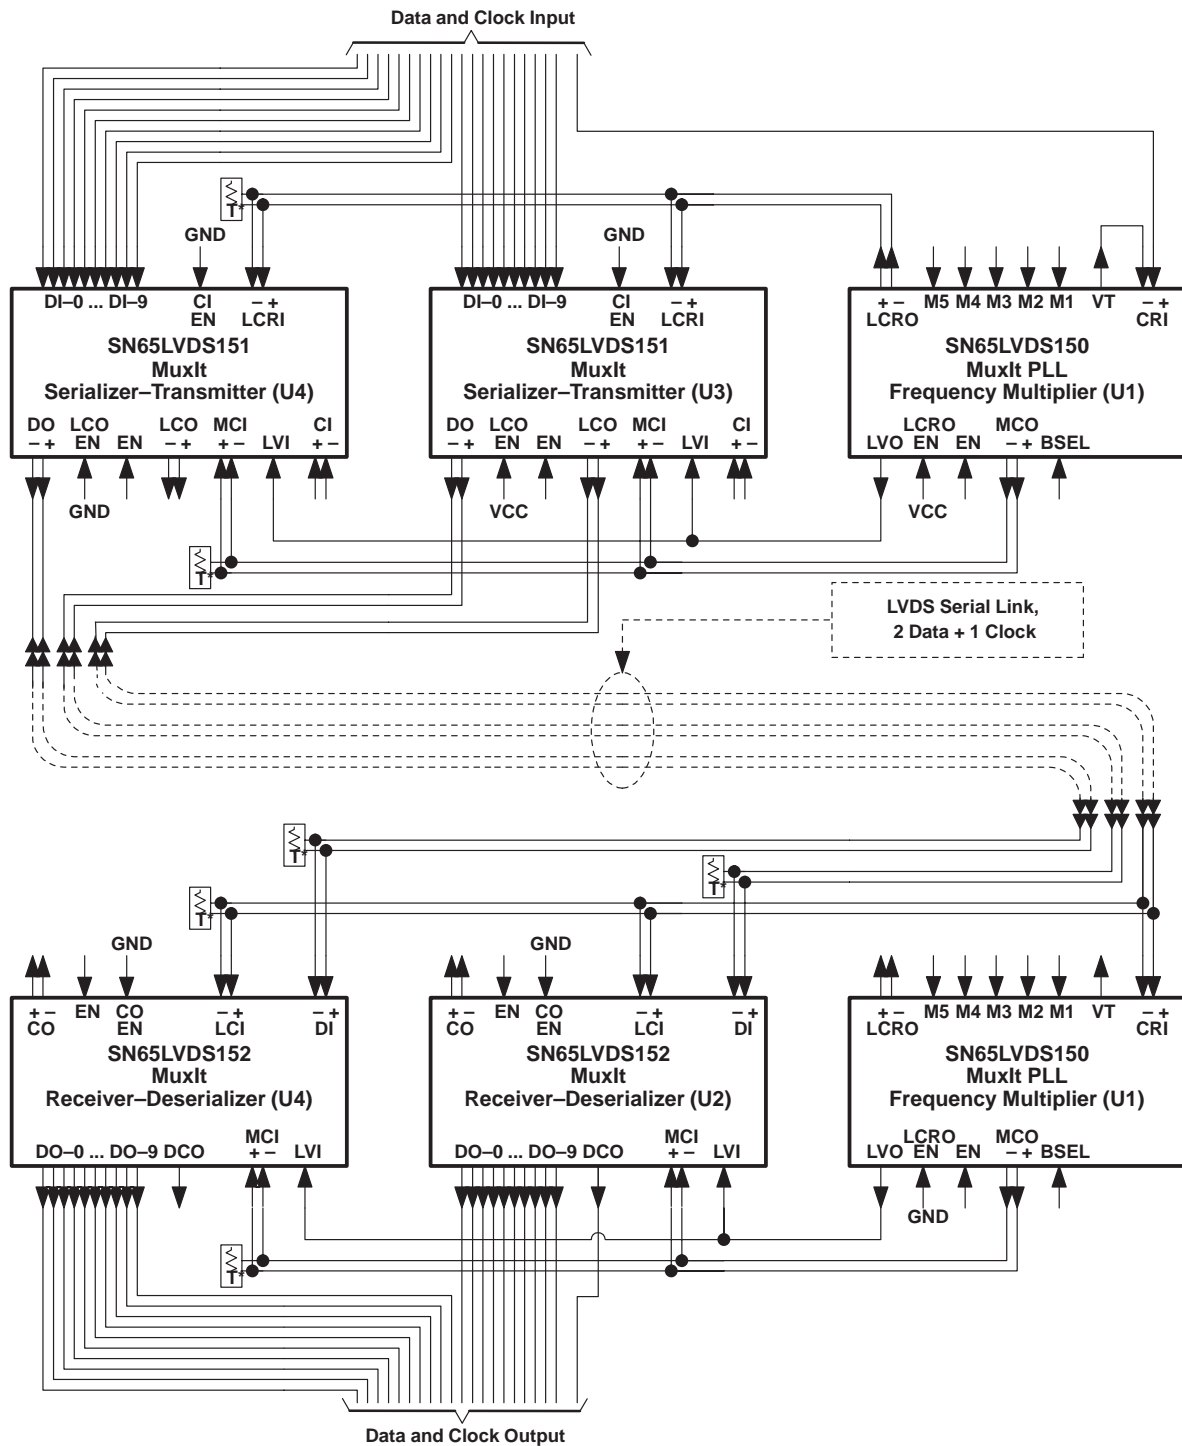 Data and Clock Input
T*
GND GND
DI–0 ... DI–9 CI – + DI–0 ... DI–9 CI – + + – M5 M4 M3 M2 M1 VT – +
EN LCRI EN LCRI LCRO CRI
SN65LVDS151 SN65LVDS151 SN65LVDS150
MuxIt MuxIt MuxIt PLL
Serializer–Transmitter (U4) Serializer–Transmitter (U3) Frequency Multiplier (U1)
DO LCO LCO MCI CI DO LCO LCO MCI CI LCRO MCO
– + EN EN – + + – LVI + – – + EN EN – + + – LVI + – LVO EN EN – + BSEL
GND VCC VCC
T*
LVDS Serial Link,
2 Data + 1 Clock
T*
T*
T*
GND GND
+ – EN CO – + – + + – EN CO – + – + + – M5 M4 M3 M2 M1 VT – +
CO EN LCI DI CO EN LCI DI LCRO CRI
SN65LVDS152 SN65LVDS152 SN65LVDS150
MuxIt MuxIt MuxIt PLL
Receiver–Deserializer (U4) Receiver–Deserializer (U2) Frequency Multiplier (U1)
MCI MCI LCRO MCO
DO–0 ... DO–9 DCO + – LVI DO–0 ... DO–9 DCO + – LVI LVO EN EN – + BSEL
GND
T*
Data and Clock Output